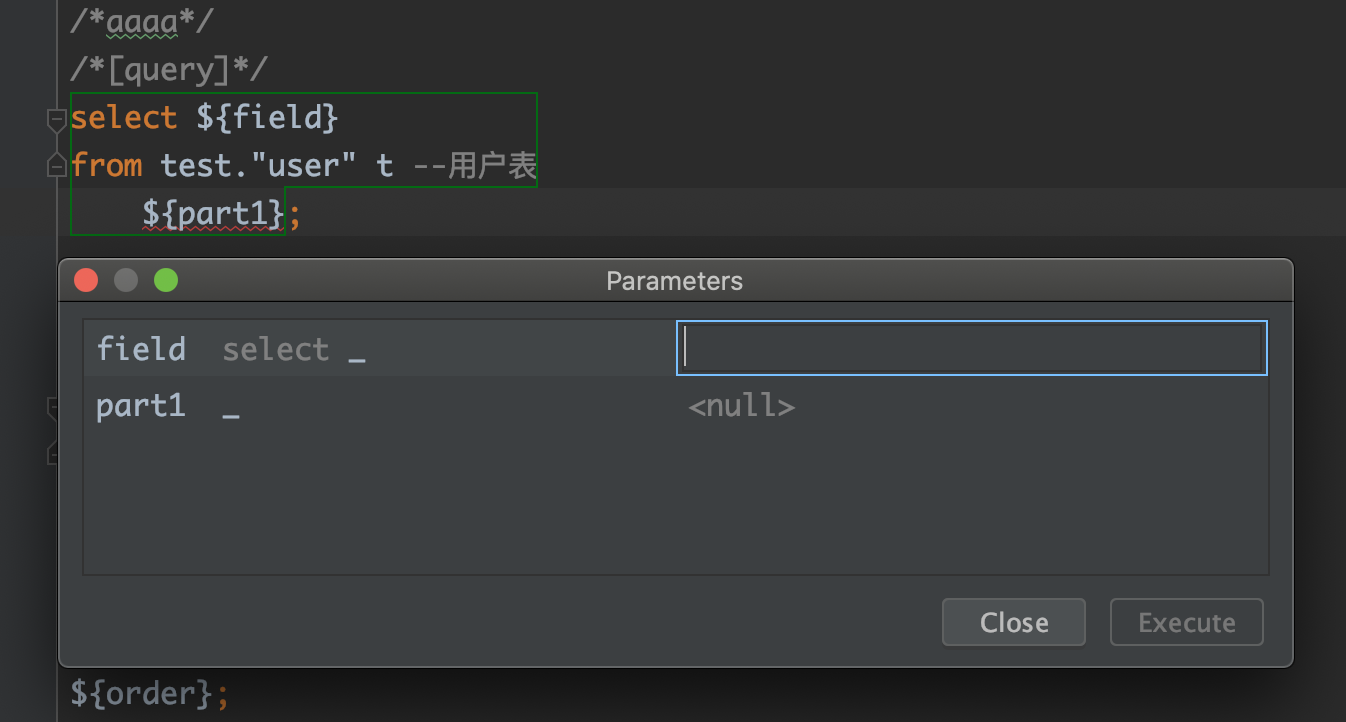 /*aaaa*/
/*[query]*/
select ${field}
from test."user" t --用户表
${part1};
Parameters
field select _
part1 _ <null>
Close Execute
${order};